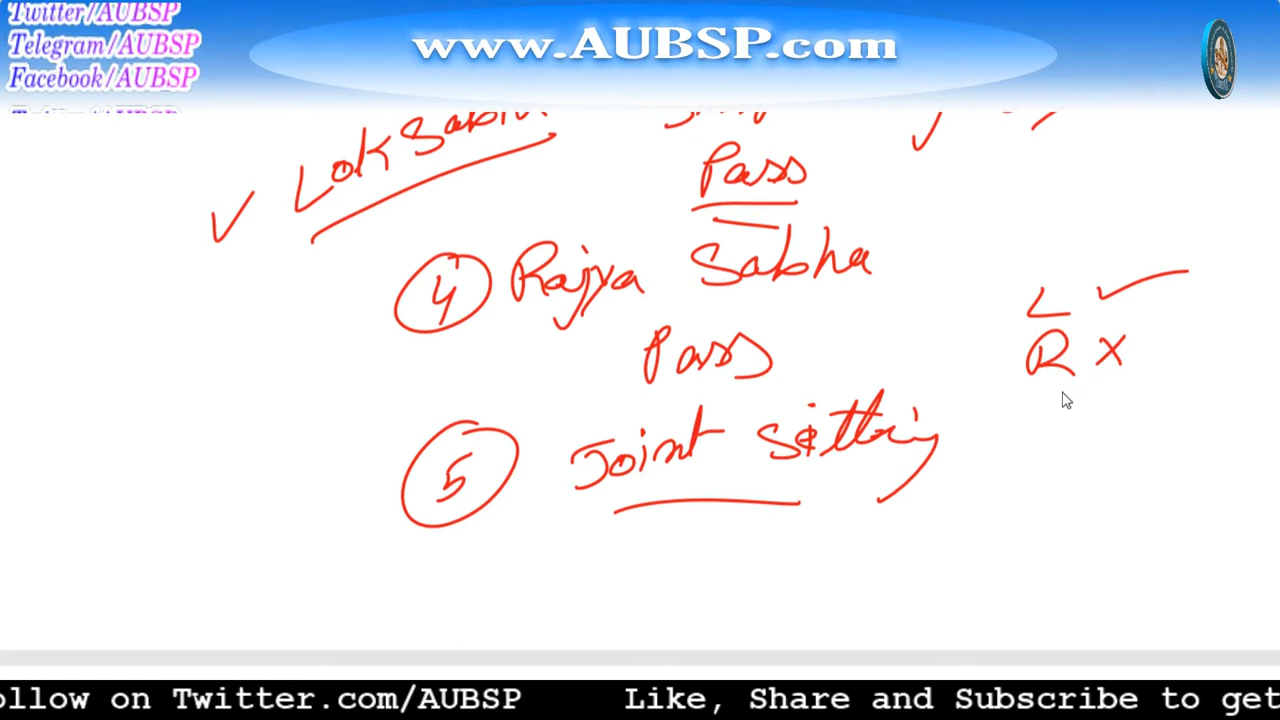 Twitter/AUBSP
Telegram/AUBSP
Facebook/AUBSP
www.AUBSP.com
Lok Sabha
Pass
4 Rajya Sabha
Pass
L ✓
R ×
5 Joint Sitting
ollow on Twitter.com/AUBSP Like, Share and Subscribe to get